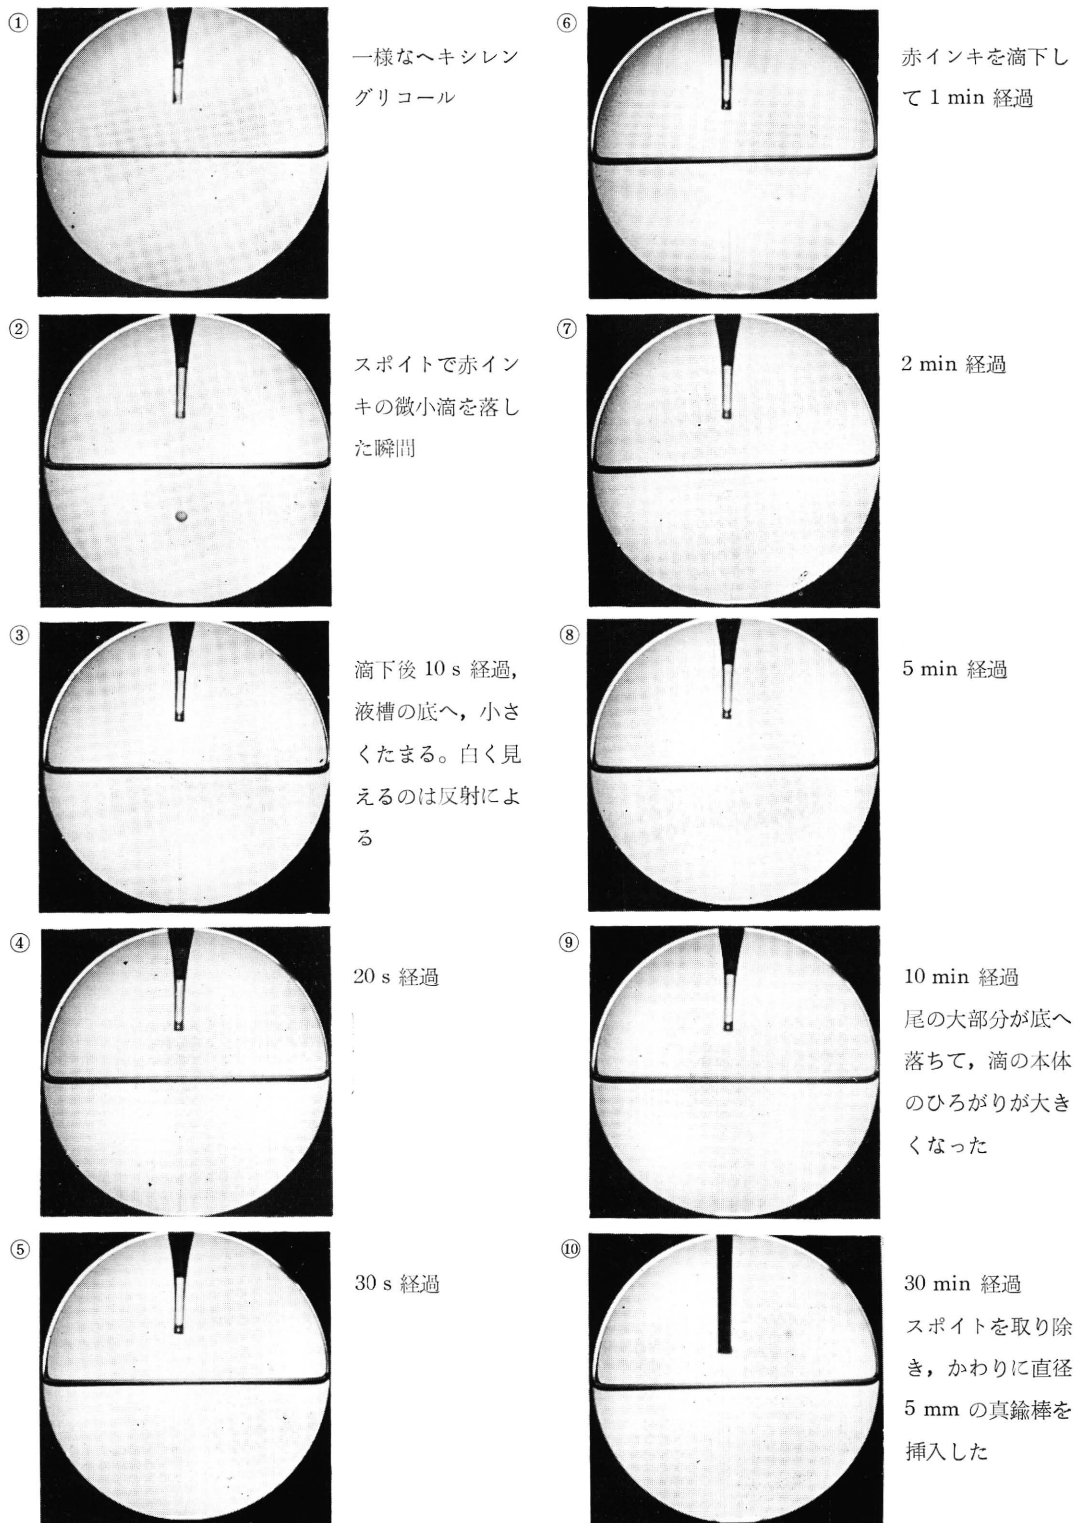 ①
一様なヘキシレン
グリコール
②
スポイトで赤イン
キの微小滴を落し
た瞬間
③
滴下後 10 s 経過,
液槽の底へ，小さ
くたまる。白く見
えるのは反射によ
る
④
20 s 経過
⑤
30 s 経過
⑥
赤インキを滴下し
て 1 min 経過
⑦
2 min 経過
⑧
5 min 経過
⑨
10 min 経過
尾の大部分が底へ
落ちて，滴の本体
のひろがりが大き
くなった
⑩
30 min 経過
スポイトを取り除
き，かわりに直径
5 mm の真鍮棒を
挿入した